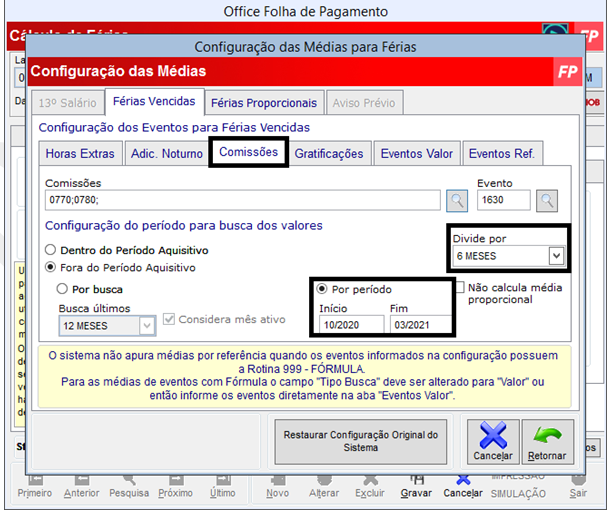 Office Folha de Pagamento
Cálculo de Férias
FP
Configuração das Médias para Férias
Configuração das Médias
FP
13º Salário
Férias Vencidas
Férias Proporcionais
Aviso Prévio
Configuração dos Eventos para Férias Vencidas
Horas Extras
Adic. Noturno
Comissões
Gratificações
Eventos Valor
Eventos Ref.
Comissões
Evento
0770;0780;
1630
Configuração do período para busca dos valores
Dentro do Período Aquisitivo
Divide por
6 MESES
Fora do Período Aquisitivo
Por busca
Por período
Não calcula média
proporcional
Busca últimos
Início
Fim
12 MESES
Considera mês ativo
10/2020
03/2021
O sistema não apura médias por referência quando os eventos informados na configuração possuem
a Rotina 999 - FÓRMULA.
Para as médias de eventos com Fórmula o campo "Tipo Busca" deve ser alterado para "Valor" ou
então informe os eventos diretamente na aba "Eventos Valor".
Restaurar Configuração Original do
Sistema
Cancelar
Retornar
Primeiro
Anterior
Pesquisa
Próximo
Último
Novo
Alterar
Excluir
Gravar
Cancelar
IMPRESSÃO
SIMULAÇÃO
Sair